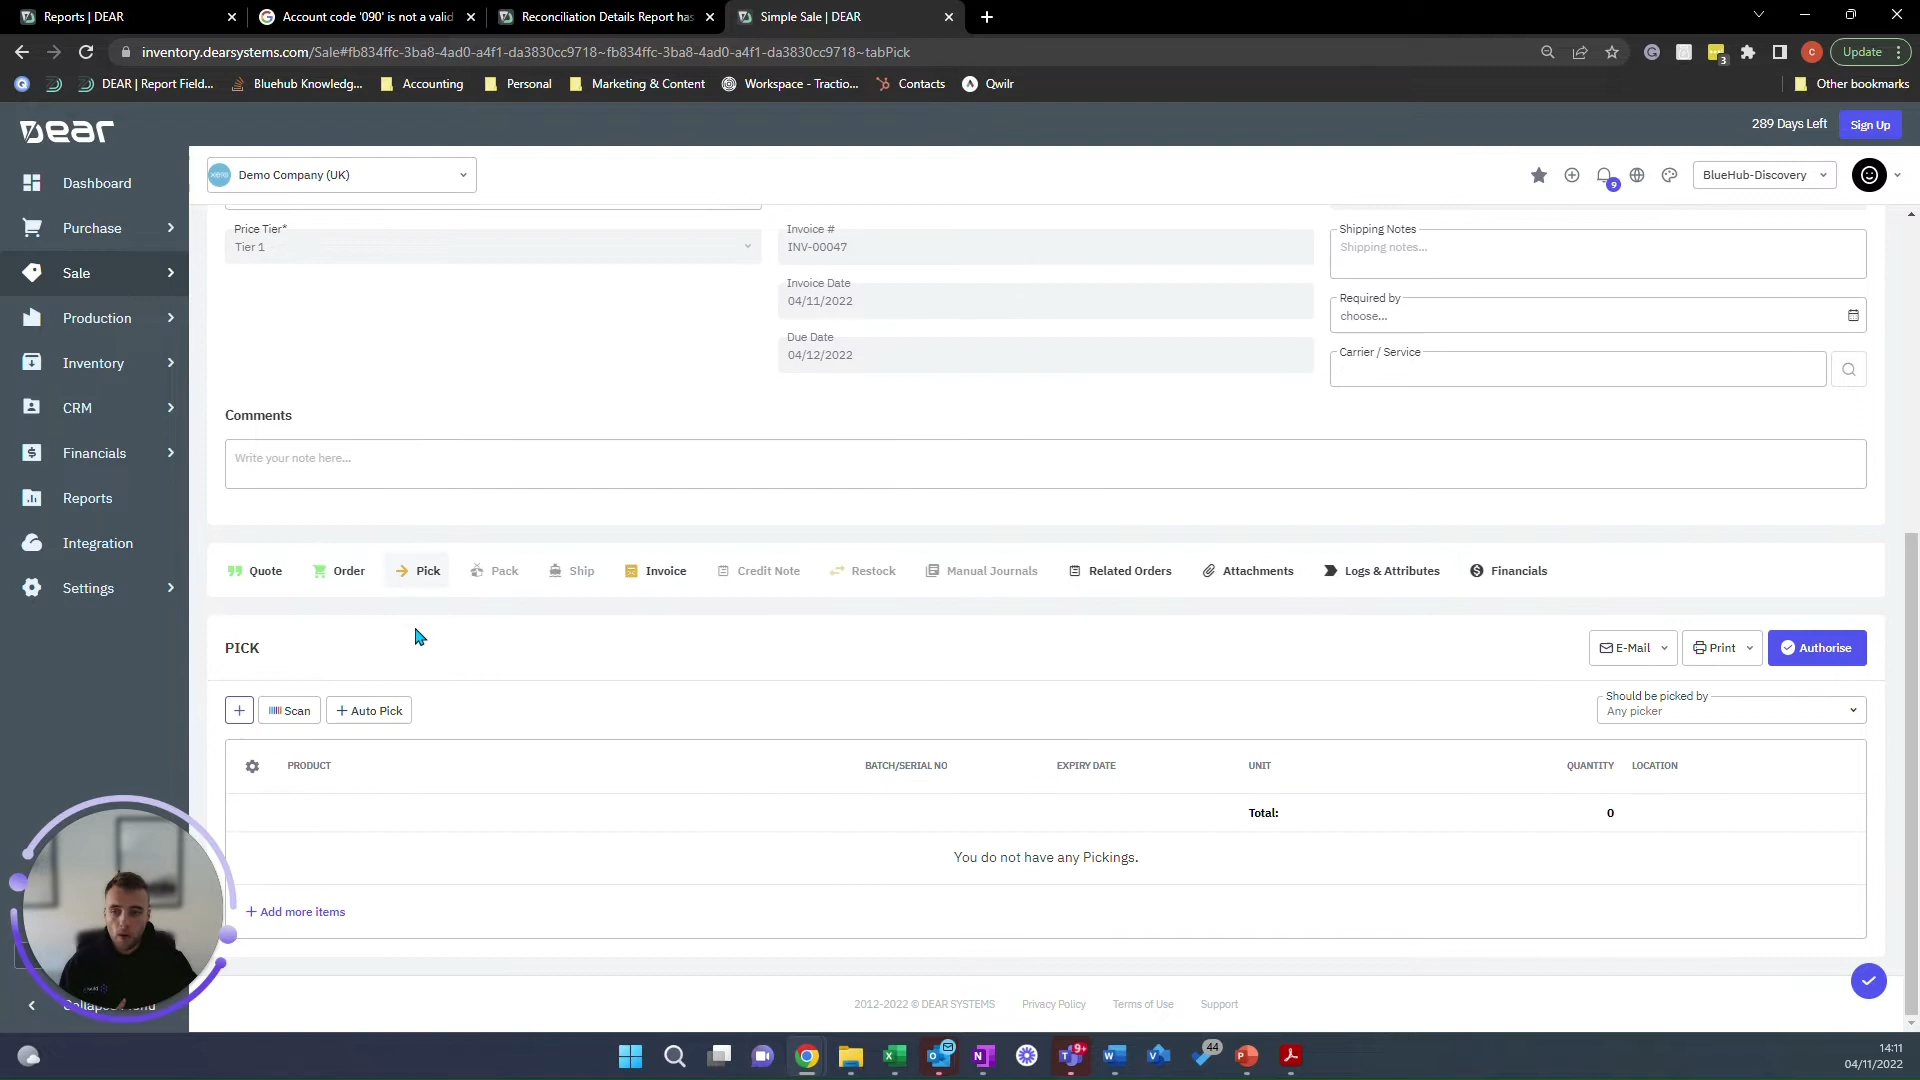 Reports | DEAR
Account code '090' is not a valid
Reconciliation Details Report has
Simple Sale | DEAR
inventory.dearsystems.com/Sale#fb834ffc-3ba8-4ad0-a4f1-da3830cc9718~fb834ffc-3ba8-4ad0-a4f1-da3830cc9718~tabPick
3
c
Update
DEAR | Report Field...
Bluehub Knowledg...
Accounting
Personal
Marketing & Content
Workspace - Tractio...
Contacts
Qwilr
Other bookmarks
Dear
289 Days Left
Sign Up
Dashboard
Purchase
Sale
Production
Inventory
CRM
Financials
Reports
Integration
Settings
xero
Demo Company (UK)
9
BlueHub-Discovery
Price Tier*
Tier 1
Invoice #
INV-00047
Invoice Date
04/11/2022
Due Date
04/12/2022
Shipping Notes
Shipping notes...
Required by
choose...
Carrier / Service
Comments
Write your note here...
Quote
Order
Pick
Pack
Ship
Invoice
Credit Note
Restock
Manual Journals
Related Orders
Attachments
Logs & Attributes
Financials
PICK
E-Mail
Print
Authorise
+
Scan
+ Auto Pick
Should be picked by
Any picker
PRODUCT
BATCH/SERIAL NO
EXPIRY DATE
UNIT
QUANTITY
LOCATION
Total:
0
You do not have any Pickings.
+ Add more items
2012-2022 © DEAR SYSTEMS
Privacy Policy
Terms of Use
Support
9+
44
14:11
04/11/2022